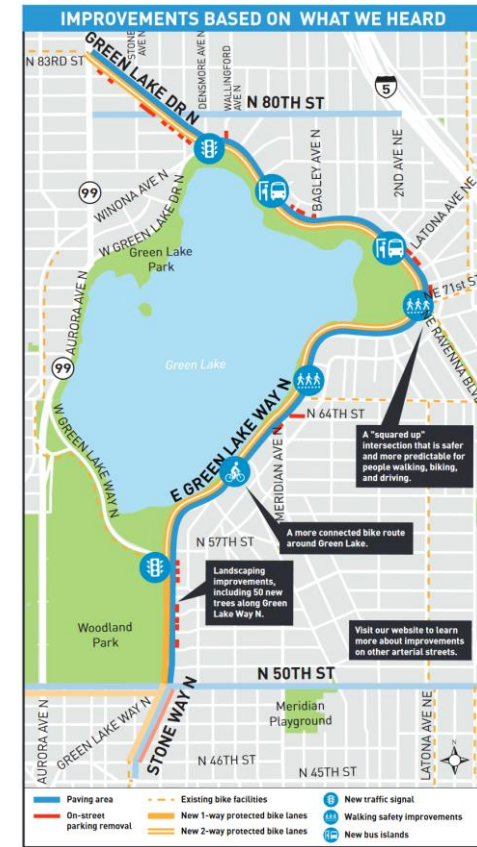 IMPROVEMENTS BASED ON WHAT WE HEARD
GREEN LAKE DR N
N 83RD ST
STONE
AVE N
DENSMORE AVE N
WALLINGFORD
AVE N
5
N 80TH ST
99
WINONA AVE N
W GREEN LAKE DR N
BAGLEY AVE N
2ND AVE NE
LATONA AVE NE
Green Lake
Park
AURORA AVE N
NE 71st ST
NE RAVENNA BLVD
Green Lake
99
W GREEN LAKE WAY N
E GREEN LAKE WAY N
N 64TH ST
MERIDIAN AVE N
A "squared up"
intersection that is safer
and more predictable for
people walking, biking,
and driving.
A more connected bike route
around Green Lake.
N 57TH ST
Landscaping
improvements,
including 50 new
trees along Green
Lake Way N.
Woodland
Park
Visit our website to learn
more about improvements
on other arterial streets.
N 50TH ST
AURORA AVE N
GREEN LAKE WAY N
STONE WAY N
Meridian
Playground
LATONA AVE NE
N
N 46TH ST
N 45TH ST
Paving area
On-street
parking removal
Existing bike facilities
New 1-way protected bike lanes
New 2-way protected bike lanes
New traffic signal
Walking safety improvements
New bus islands